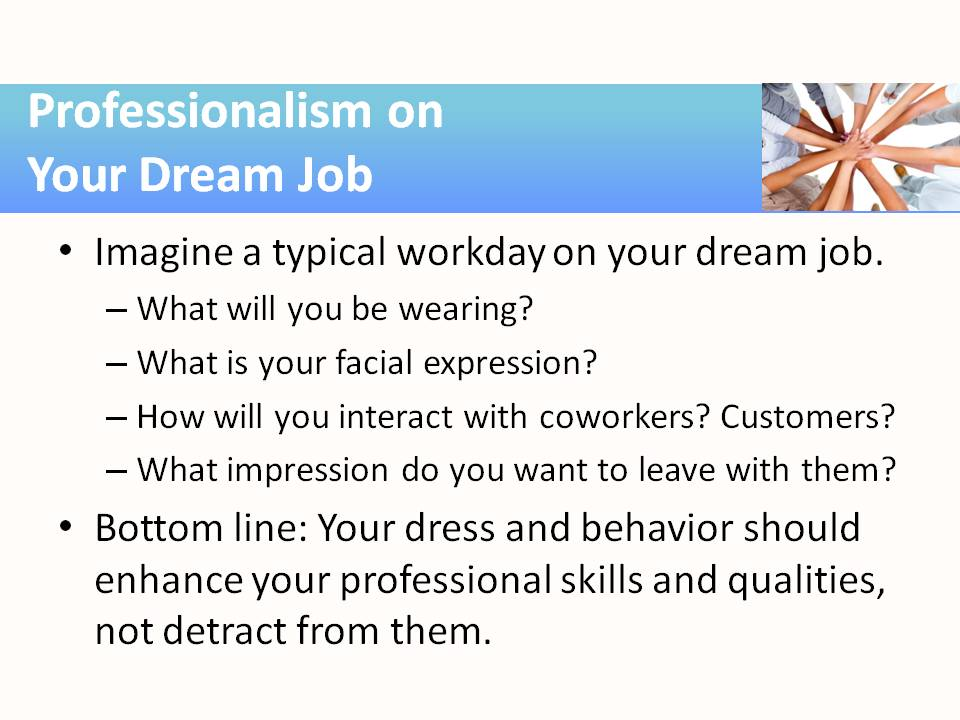 Professionalism on
Your Dream Job
• Imagine a typical workday on your dream job.
– What will you be wearing?
– What is your facial expression?
– How will you interact with coworkers? Customers?
– What impression do you want to leave with them?
• Bottom line: Your dress and behavior should
enhance your professional skills and qualities,
not detract from them.